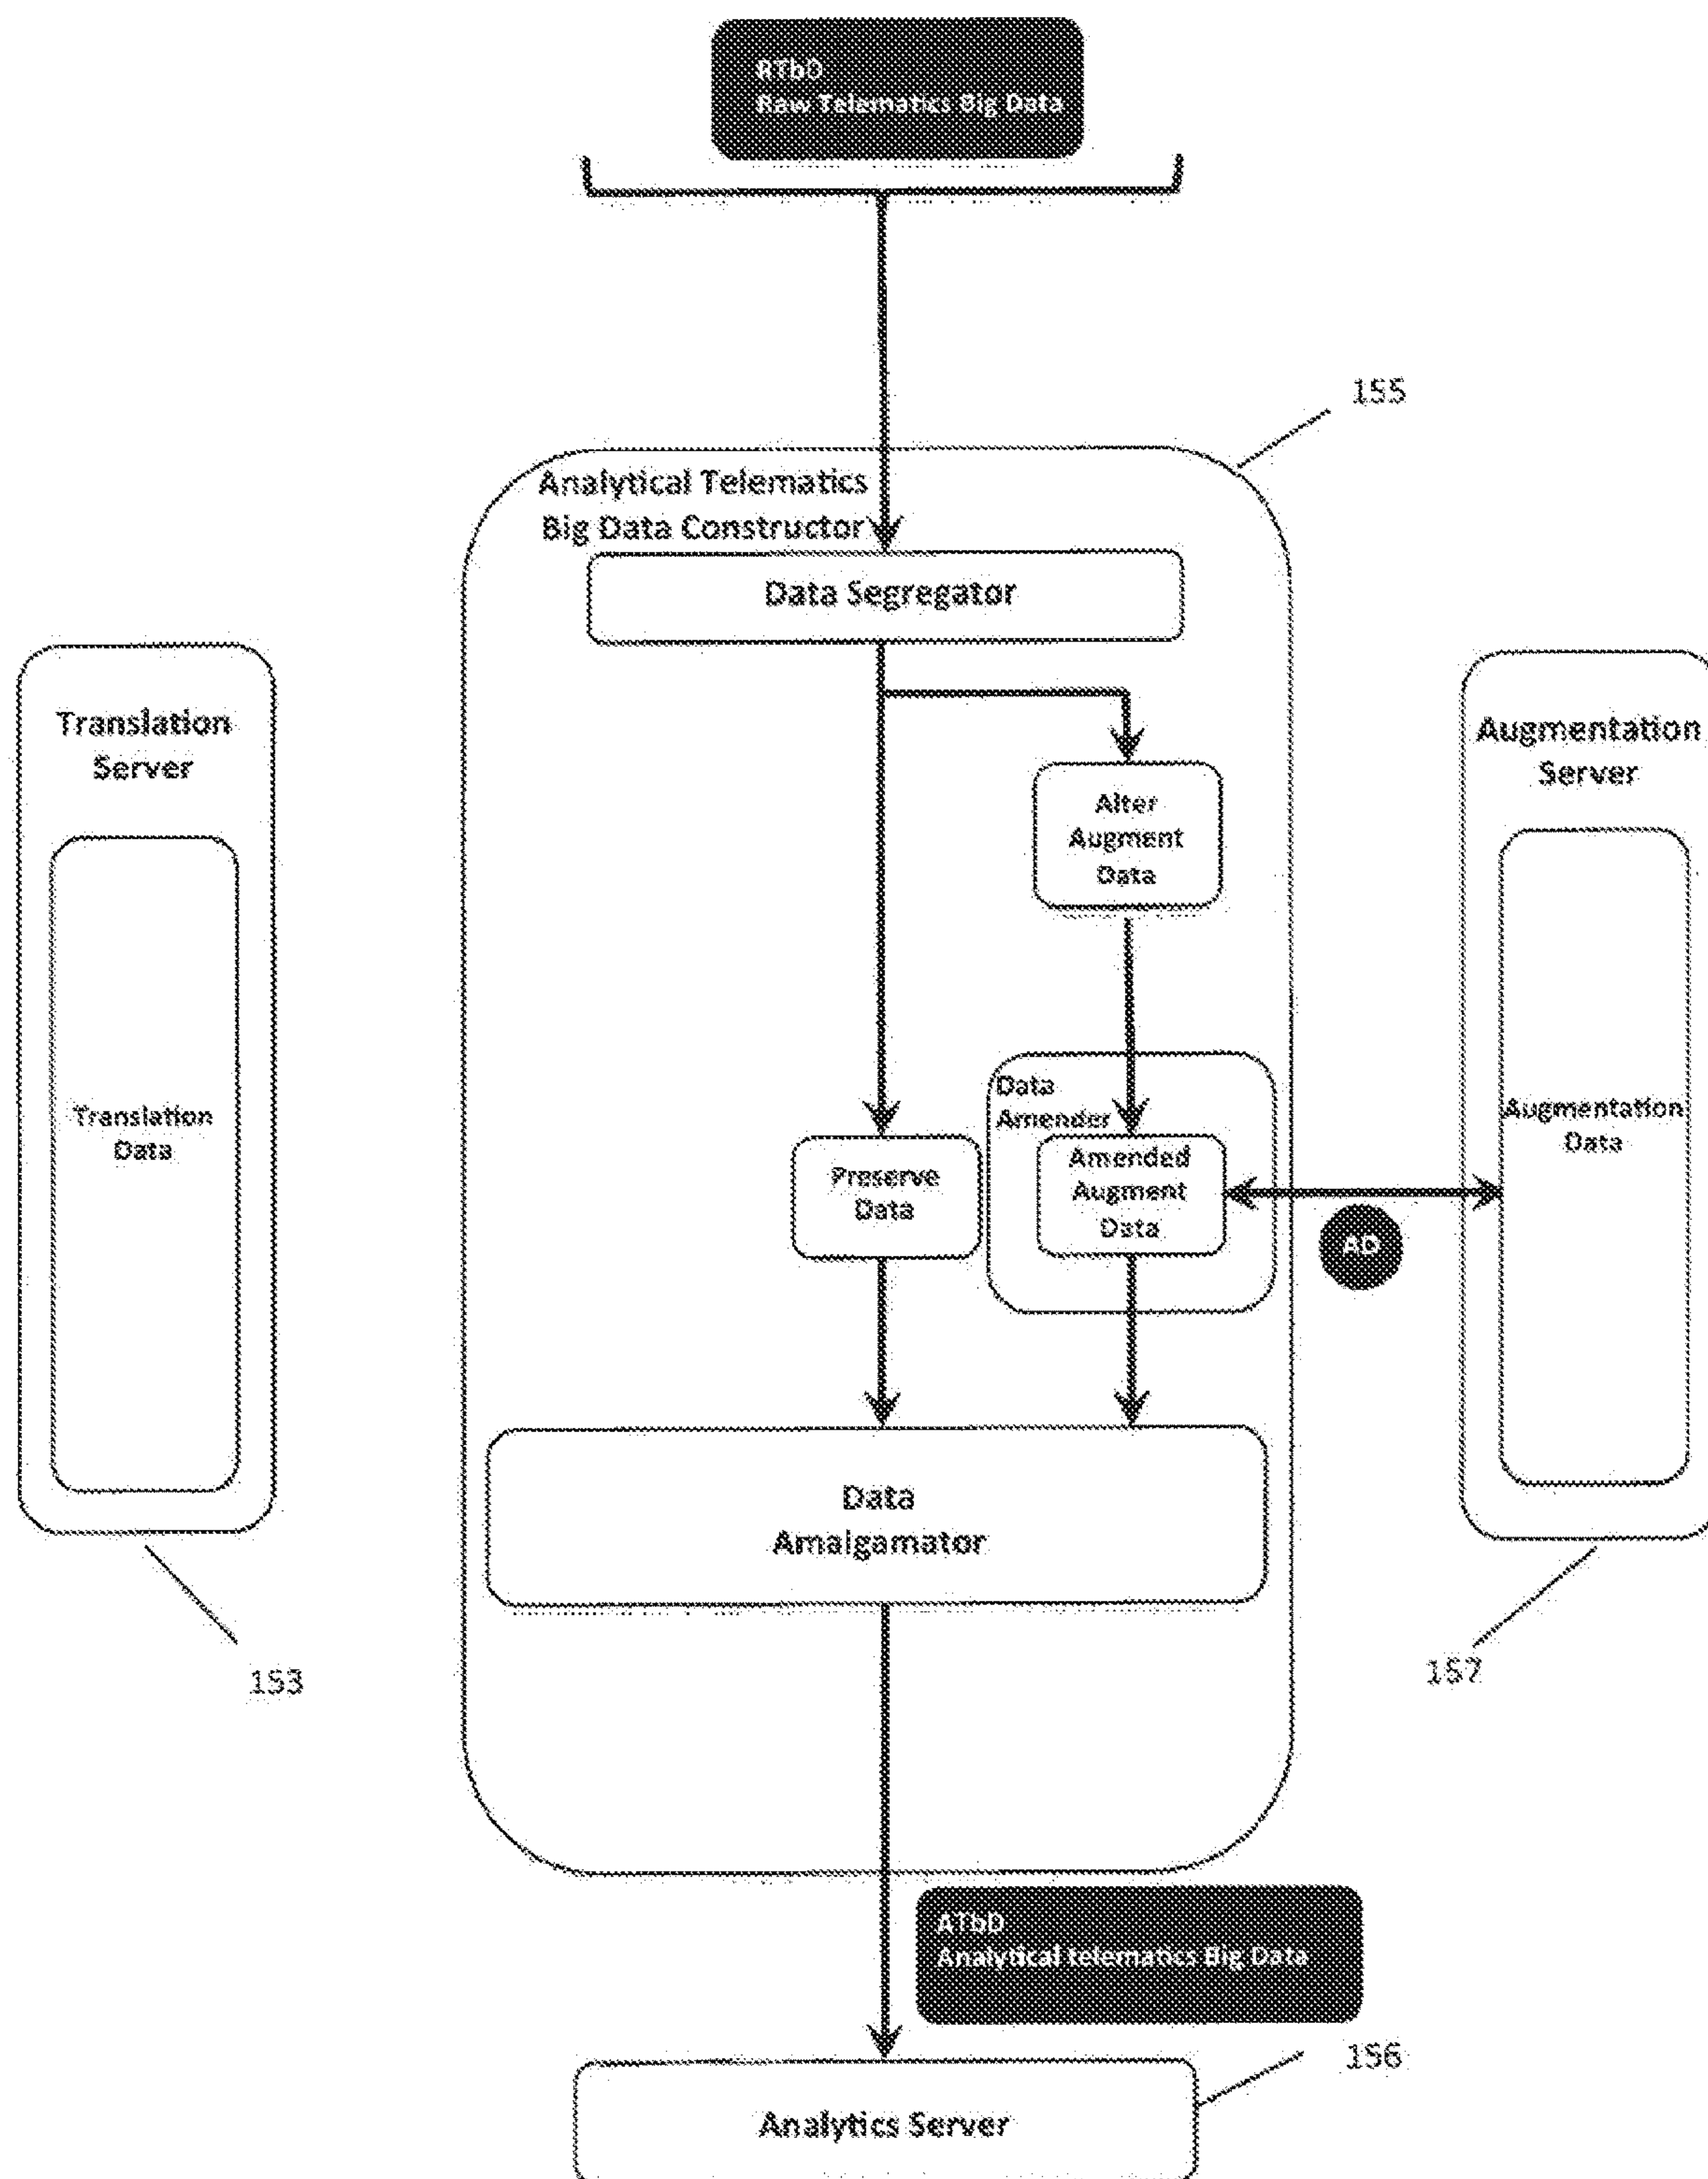 RTbD
Raw Telematics Big Data
155
Analytical Telematics
Big Data Constructor
Data Segregator
Translation
Server
Augmentation
Server
Alter
Augment
Data
Data
Amender
Translation
Data
Augmentation
Data
Preserve
Data
Amended
Augment
Data
AD
Data
Amalgamator
153
157
ATbD
Analytical telematics Big Data
156
Analytics Server